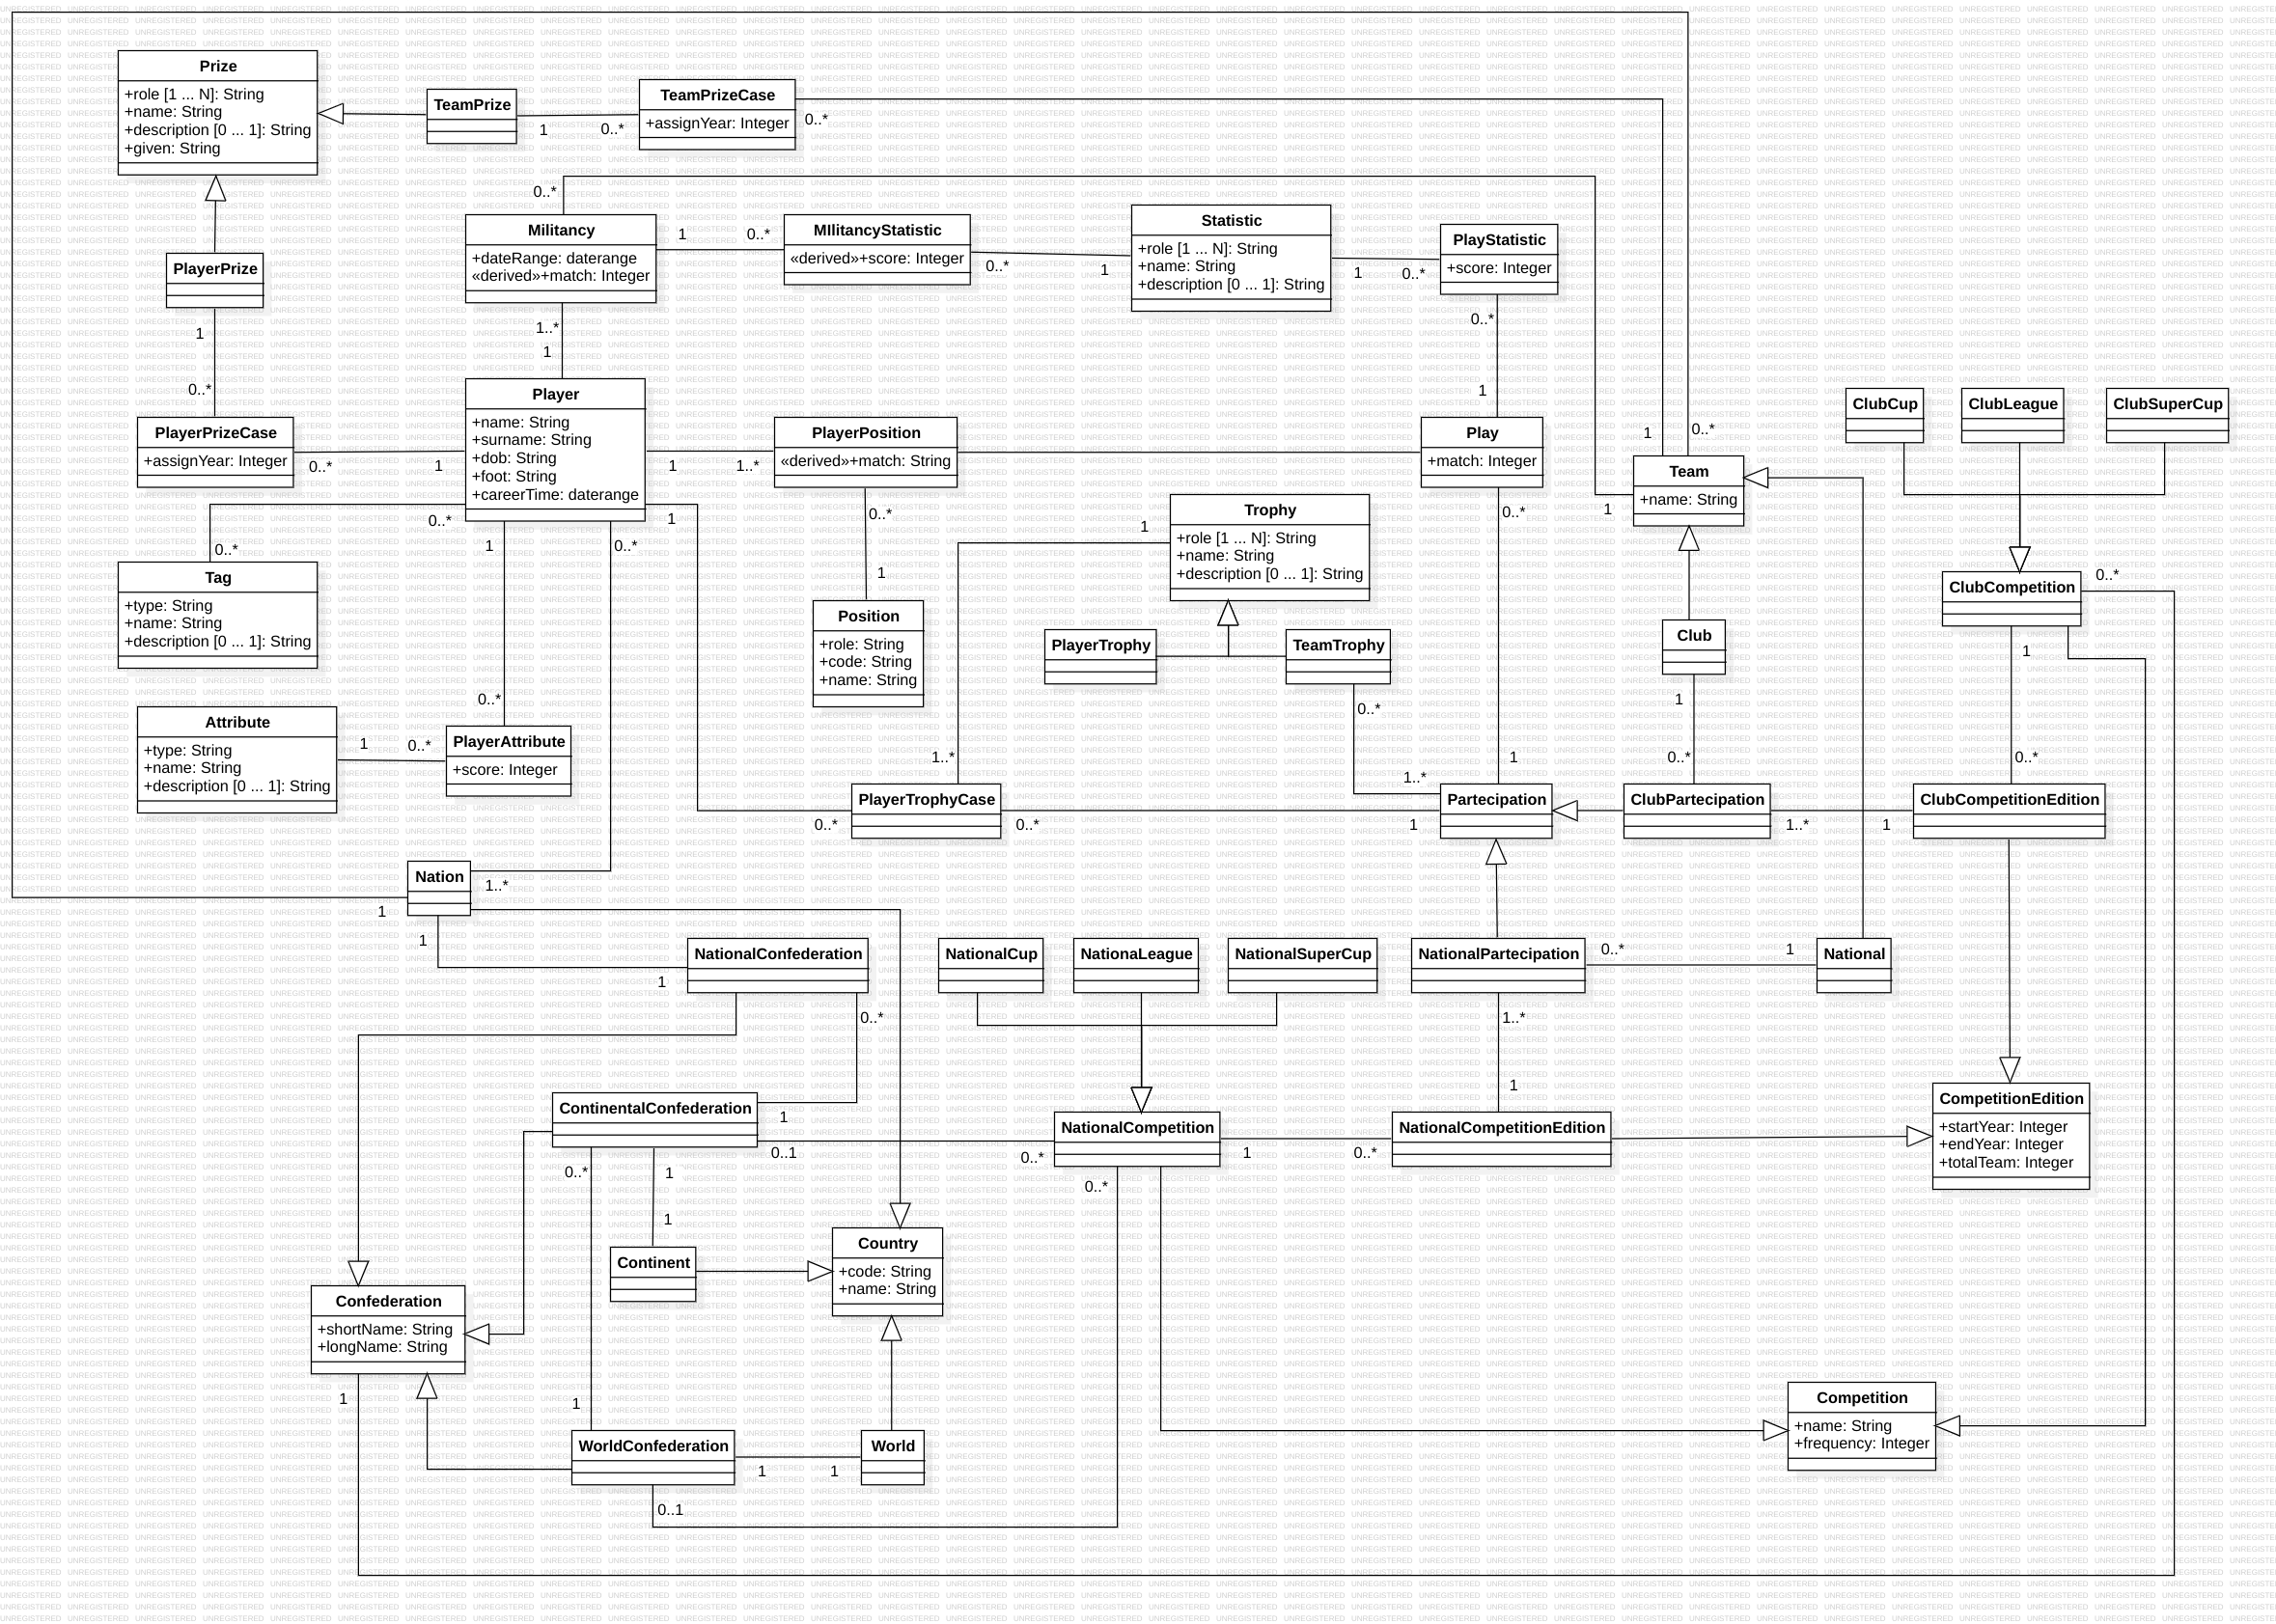 Prize
+role [1 ... N]: String
+name: String
+description [0 ... 1]: String
+given: String
TeamPrize
1
0..*
TeamPrizeCase
+assignYear: Integer
0..*
0..*
Militancy
+dateRange: daterange
«derived»+match: Integer
1
0..*
MIlitancyStatistic
«derived»+score: Integer
0..*
1
Statistic
+role [1 ... N]: String
+name: String
+description [0 ... 1]: String
1
0..*
PlayStatistic
+score: Integer
0..*
1
PlayerPrize
1
0..*
1..*
1
Player
+name: String
+surname: String
+dob: String
+foot: String
+careerTime: daterange
PlayerPrizeCase
+assignYear: Integer
0..*
1
1
1..*
PlayerPosition
«derived»+match: String
Play
+match: Integer
0..*
1
0..*
Team
+name: String
1
ClubCup
ClubLeague
ClubSuperCup
0..*
0..*
1
0..*
1
0..*
1
Tag
+type: String
+name: String
+description [0 ... 1]: String
Position
+role: String
+code: String
+name: String
1
Trophy
+role [1 ... N]: String
+name: String
+description [0 ... 1]: String
PlayerTrophy
TeamTrophy
0..*
1..*
1
Club
1
0..*
ClubCompetition
0..*
1
0..*
Attribute
+type: String
+name: String
+description [0 ... 1]: String
1
0..*
0..*
PlayerAttribute
+score: Integer
1..*
PlayerTrophyCase
0..*
0..*
1
Partecipation
ClubPartecipation
1..*
1
ClubCompetitionEdition
Nation
1..*
1
1
NationalConfederation
1
0..*
NationalCup
NationaLeague
NationalSuperCup
NationalPartecipation
0..*
1
National
1..*
1
ContinentalConfederation
1
0..1
0..*
1
1
NationalCompetition
0..*
0..*
1
0..*
NationalCompetitionEdition
CompetitionEdition
+startYear: Integer
+endYear: Integer
+totalTeam: Integer
Continent
Country
+code: String
+name: String
Confederation
+shortName: String
+longName: String
1
1
WorldConfederation
1
1
World
0..1
Competition
+name: String
+frequency: Integer
UNREGISTERED